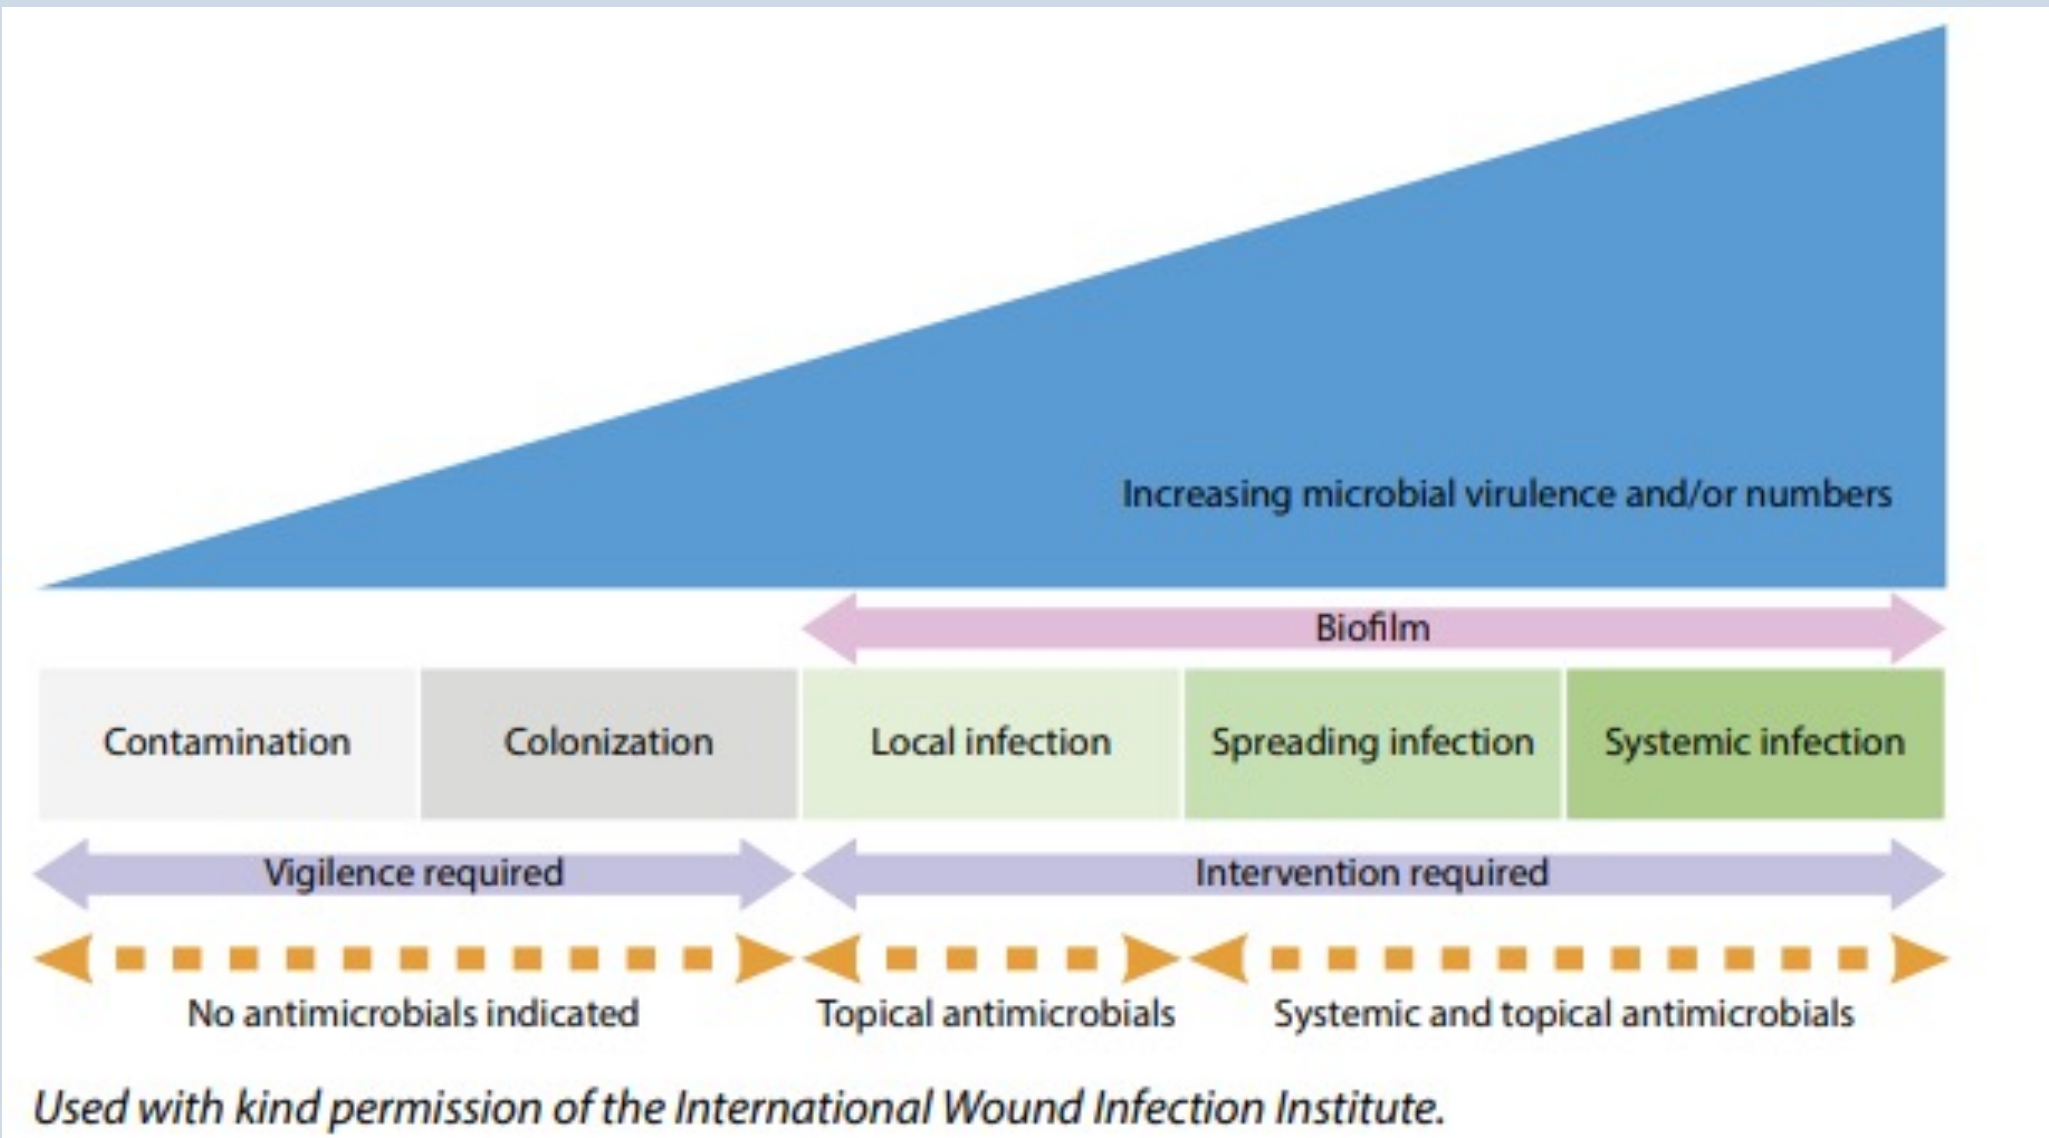 Increasing microbial virulence and/or numbers
Biofilm
Contamination
Colonization
Local infection
Spreading infection
Systemic infection
Vigilence required
Intervention required
No antimicrobials indicated
Topical antimicrobials
Systemic and topical antimicrobials
Used with kind permission of the International Wound Infection Institute.